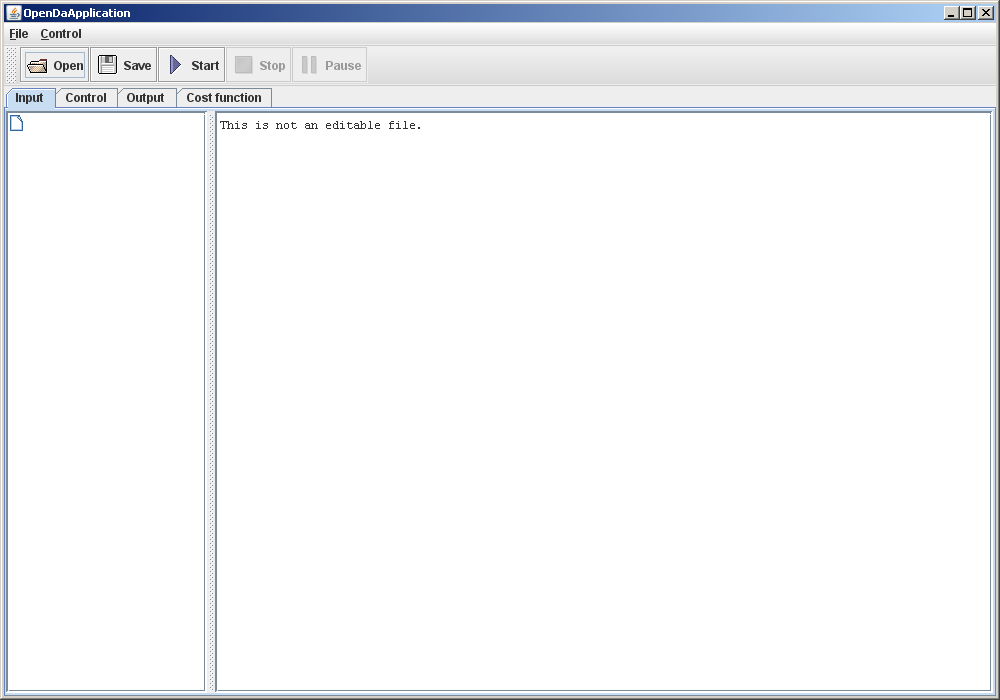 OpenDaApplication
File Control
Open Save Start Stop Pause
Input Control Output Cost function
This is not an editable file.